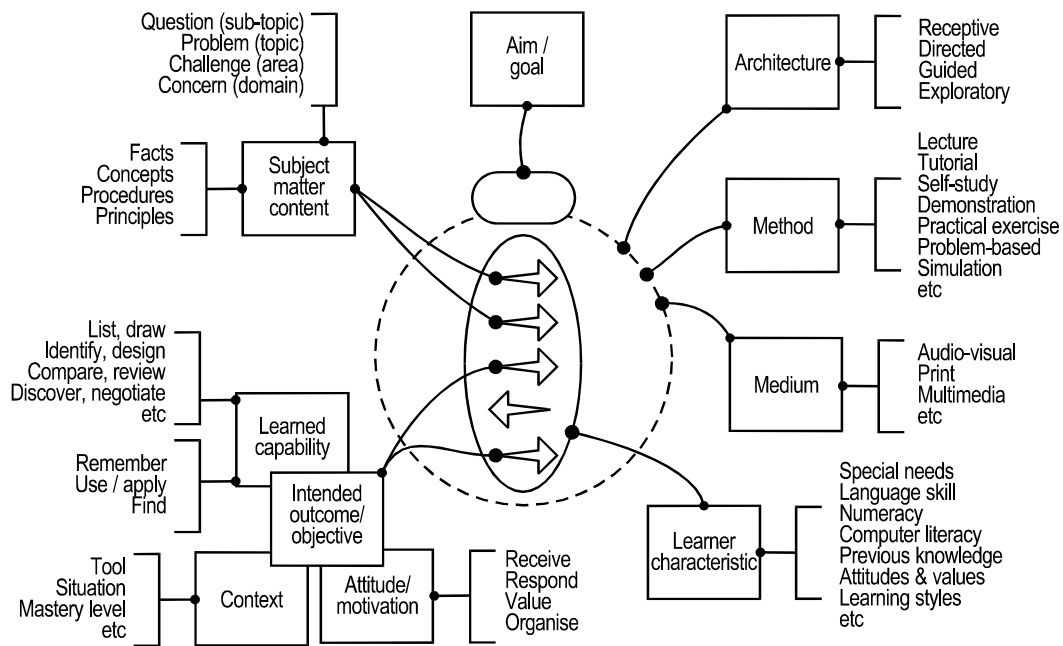 Question (sub-topic)
Problem (topic)
Challenge (area)
Concern (domain)
Aim /
goal
Architecture
Receptive
Directed
Guided
Exploratory
Facts
Concepts
Procedures
Principles
Subject
matter
content
Method
Lecture
Tutorial
Self-study
Demonstration
Practical exercise
Problem-based
Simulation
etc
List, draw
Identify, design
Compare, review
Discover, negotiate
etc
Learned
capability
Remember
Use / apply
Find
Intended
outcome/
objective
Medium
Audio-visual
Print
Multimedia
etc
Tool
Situation
Mastery level
etc
Context
Attitude/
motivation
Receive
Respond
Value
Organise
Learner
characteristic
Special needs
Language skill
Numeracy
Computer literacy
Previous knowledge
Attitudes & values
Learning styles
etc